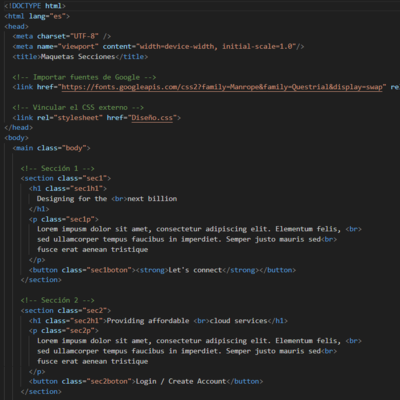 <!DOCTYPE html>
<html lang="es">
<head>
<meta charset="UTF-8" />
<meta name="viewport" content="width=device-width, initial-scale=1.0"/>
<title>Maquetas Secciones</title>
<!-- Importar fuentes de Google -->
<link href="https://fonts.googleapis.com/css2?family=Manrope&family=Questrial&display=swap" rel
<!-- Vincular el CSS externo -->
<link rel="stylesheet" href="Diseño.css">
</head>
<body>
<main class="body">
<!-- Sección 1 -->
<section class="sec1">
<h1 class="sec1h1">
Designing for the <br>next billion
</h1>
<p class="sec1p">
Lorem impusm dolor sit amet, consectetur adipiscing elit. Elementum felis, <br>
sed ullamcorper tempus faucibus in imperdiet. Semper justo mauris sed<br>
fusce erat aenean tristique
</p>
<button class="sec1boton"><strong>Let's connect</strong></button>
</section>
<!-- Sección 2 -->
<section class="sec2">
<h1 class="sec2h1">Providing affordable <br>cloud services</h1>
<p class="sec2p">
Lorem impusm dolor sit amet, consectetur adipiscing elit. Elementum felis, <br>
sed ullamcorper tempus faucibus in imperdiet. Semper justo mauris sed<br>
fusce erat aenean tristique
</p>
<button class="sec2boton">Login / Create Account</button>
</section>